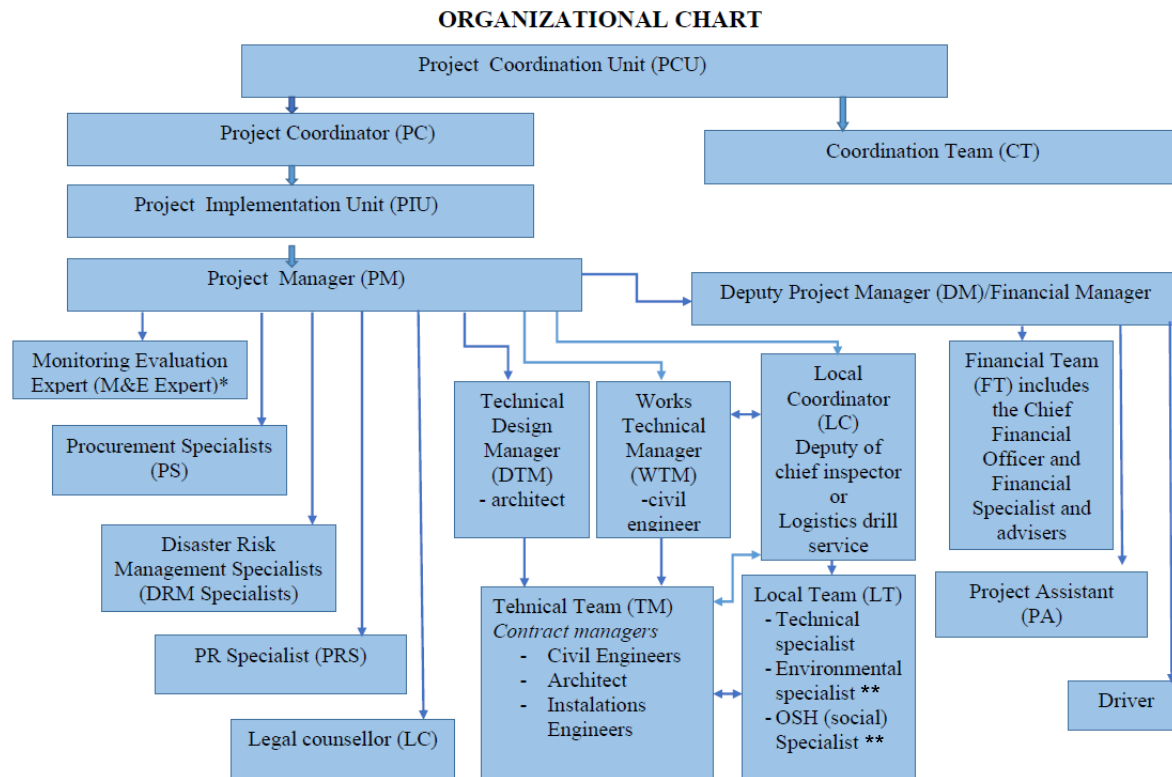 ORGANIZATIONAL CHART
Project Coordination Unit (PCU)
Project Coordinator (PC)
Coordination Team (CT)
Project Implementation Unit (PIU)
Project Manager (PM)
Deputy Project Manager (DM)/Financial Manager
Monitoring Evaluation
Expert (M&E Expert)*
Procurement Specialists
(PS)
Disaster Risk
Management Specialists
(DRM Specialists)
PR Specialist (PRS)
Legal counsellor (LC)
Technical
Design
Manager
(DTM)
- architect
Works
Technical
Manager
(WTM)
-civil
engineer
Local
Coordinator
(LC)
Deputy of
chief inspector
or
Logistics drill
service
Financial Team
(FT) includes
the Chief
Financial
Officer and
Financial
Specialist and
advisers
Tehnical Team (TM)
Contract managers
- Civil Engineers
- Architect
- Instalations
Engineers
Local Team (LT)
- Technical
specialist
- Environmental
specialist **
- OSH (social)
Specialist **
Project Assistant
(PA)
Driver